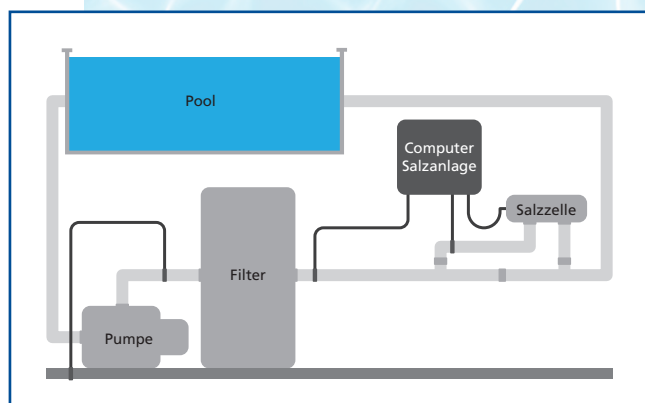 Pool
Computer
Salzanlage
Salzzelle
Filter
Pumpe